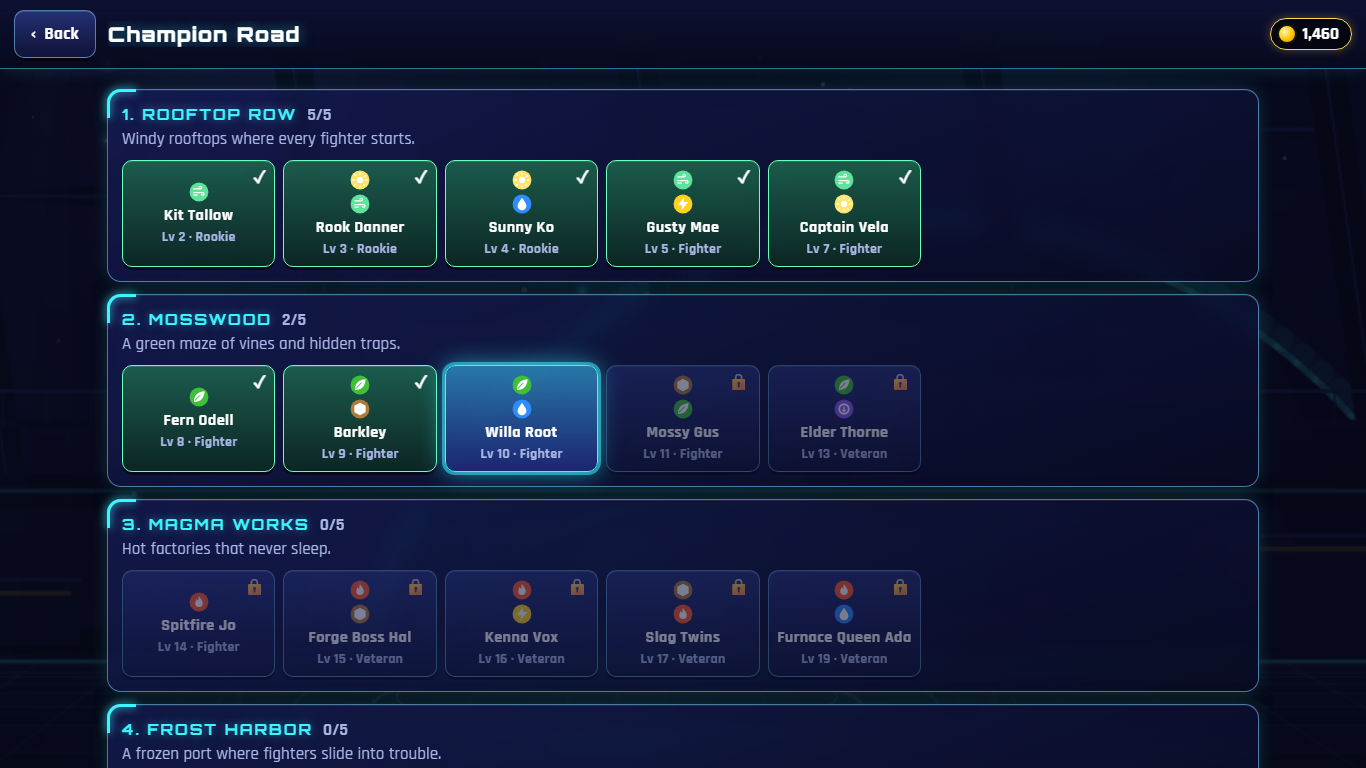 ‹ Back
Champion Road
1,460
1. ROOFTOP ROW 5/5
Windy rooftops where every fighter starts.
Kit Tallow
Lv 2 · Rookie
Rook Danner
Lv 3 · Rookie
Sunny Ko
Lv 4 · Rookie
Gusty Mae
Lv 5 · Fighter
Captain Vela
Lv 7 · Fighter
2. MOSSWOOD 2/5
A green maze of vines and hidden traps.
Fern Odell
Lv 8 · Fighter
Barkley
Lv 9 · Fighter
Willa Root
Lv 10 · Fighter
Mossy Gus
Lv 11 · Fighter
Elder Thorne
Lv 13 · Veteran
3. MAGMA WORKS 0/5
Hot factories that never sleep.
Spitfire Jo
Lv 14 · Fighter
Forge Boss Hal
Lv 15 · Veteran
Kenna Vox
Lv 16 · Veteran
Slag Twins
Lv 17 · Veteran
Furnace Queen Ada
Lv 19 · Veteran
4. FROST HARBOR 0/5
A frozen port where fighters slide into trouble.